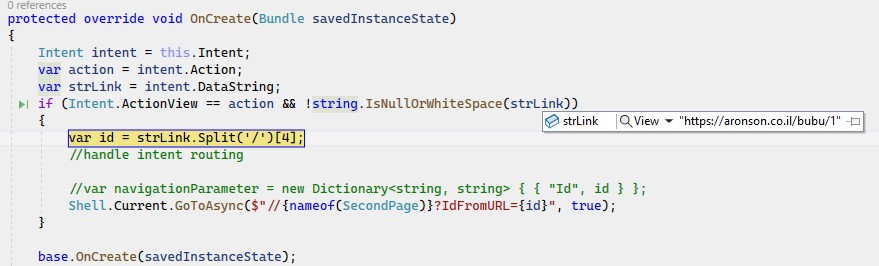 0 references
protected override void OnCreate(Bundle savedInstanceState)
{
Intent intent = this.Intent;
var action = intent.Action;
var strLink = intent.DataString;
if (Intent.ActionView == action && !string.IsNullOrWhiteSpace(strLink))
{
strLink View "https://aronson.co.il/bubu/1"
var id = strLink.Split('/')[4];
//handle intent routing
//var navigationParameter = new Dictionary<string, string> { { "Id", id } };
Shell.Current.GoToAsync($"//{nameof(SecondPage)}?IdFromURL={id}", true);
}
base.OnCreate(savedInstanceState);